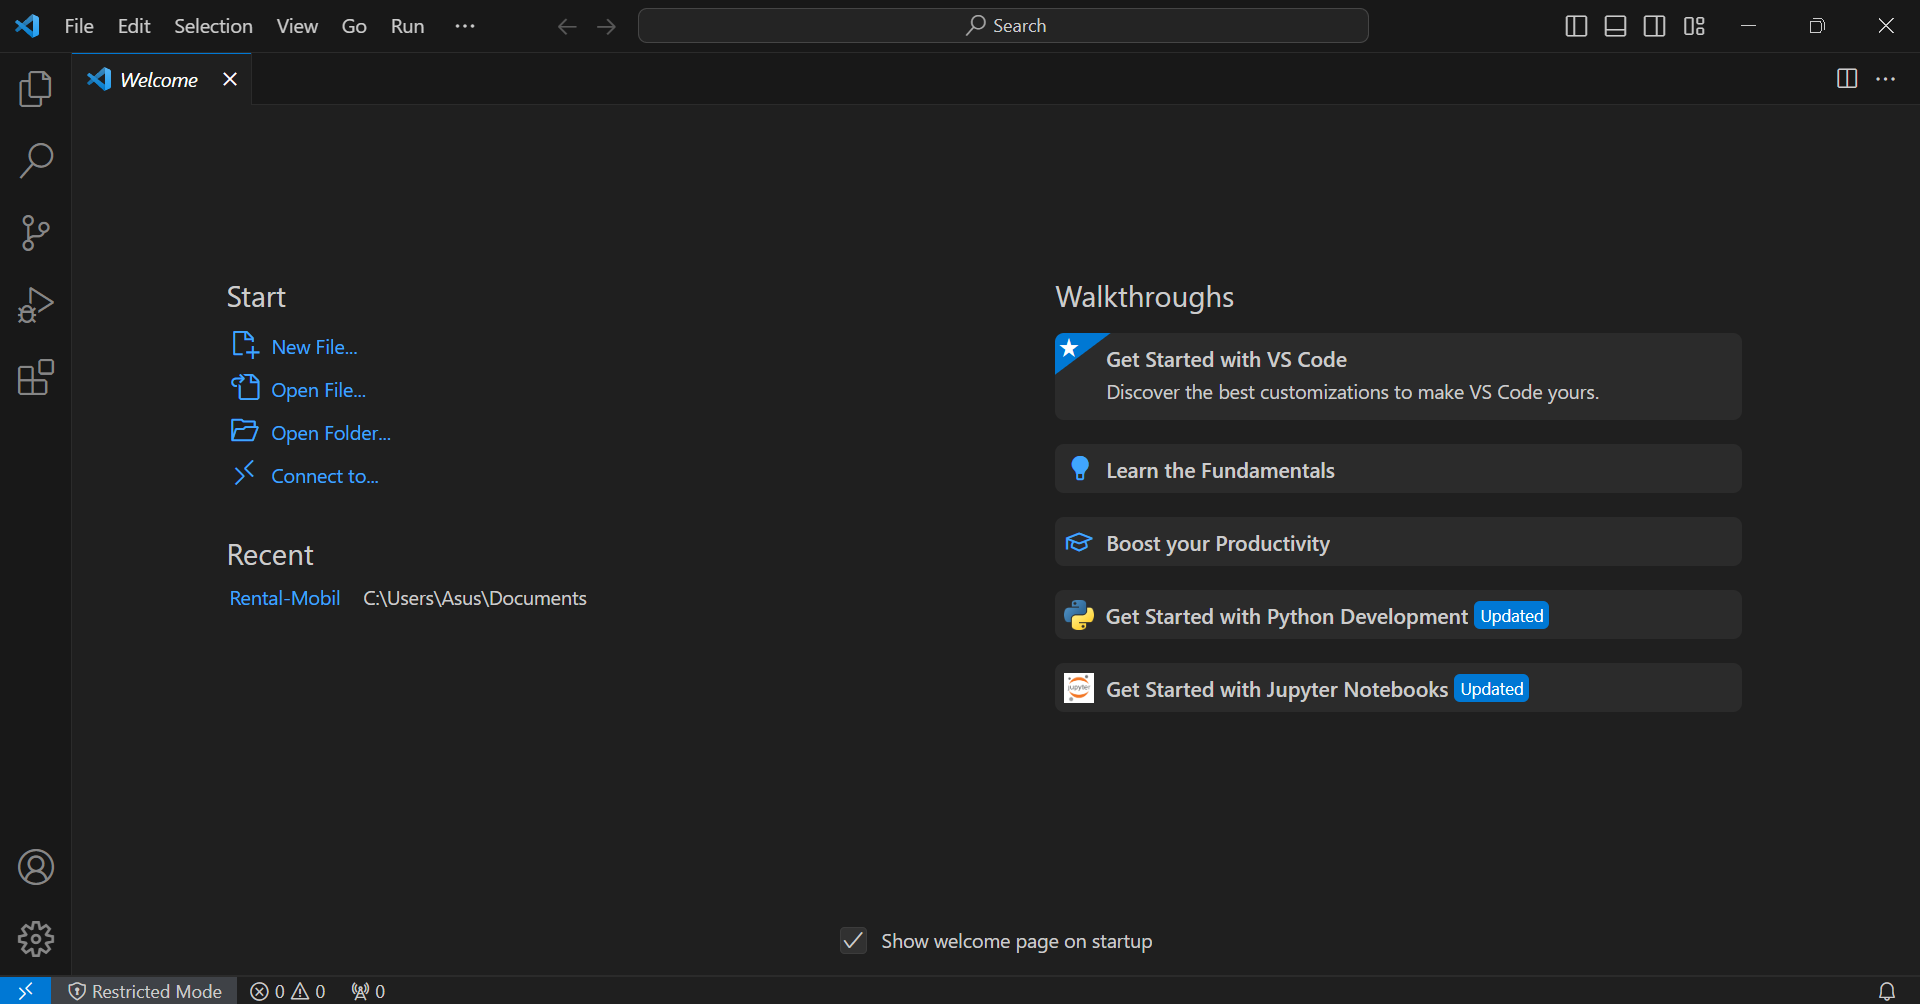 File Edit Selection View Go Run ···
Search
Welcome
Start
New File...
Open File...
Open Folder...
Connect to...
Recent
Rental-Mobil C:\Users\Asus\Documents
Walkthroughs
Get Started with VS Code
Discover the best customizations to make VS Code yours.
Learn the Fundamentals
Boost your Productivity
Get Started with Python Development Updated
jupyter
Get Started with Jupyter Notebooks Updated
Show welcome page on startup
Restricted Mode 0 0 0